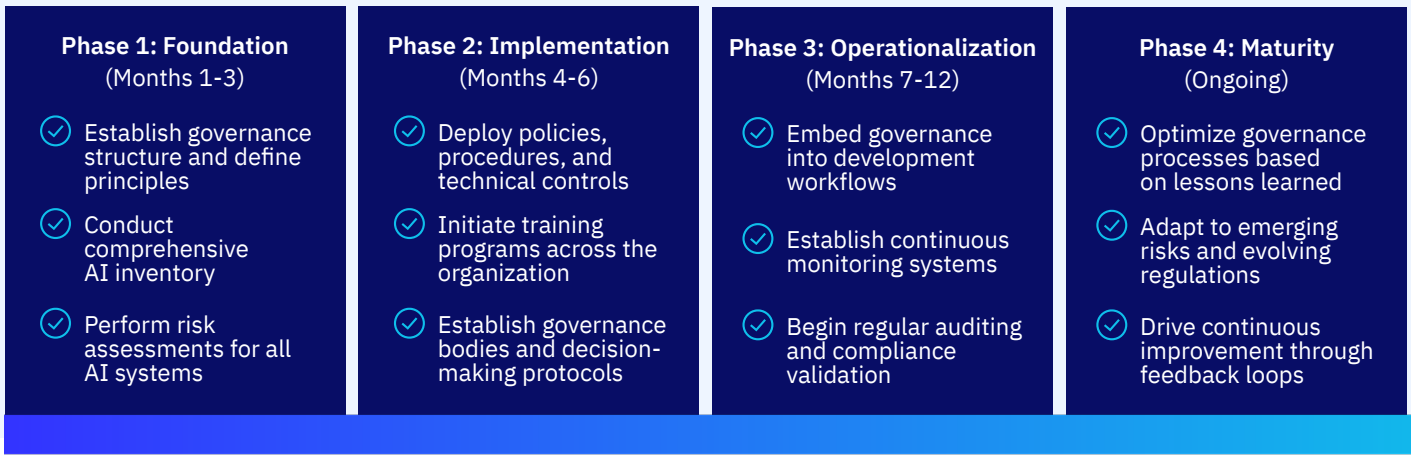 Phase 1: Foundation
(Months 1-3)
Establish governance
structure and define
principles
Conduct
comprehensive
AI inventory
Perform risk
assessments for all
AI systems
Phase 2: Implementation
(Months 4-6)
Deploy policies,
procedures, and
technical controls
Initiate training
programs across the
organization
Establish governance
bodies and decision-
making protocols
Phase 3: Operationalization
(Months 7-12)
Embed governance
into development
workflows
Establish continuous
monitoring systems
Begin regular auditing
and compliance
validation
Phase 4: Maturity
(Ongoing)
Optimize governance
processes based
on lessons learned
Adapt to emerging
risks and evolving
regulations
Drive continuous
improvement through
feedback loops